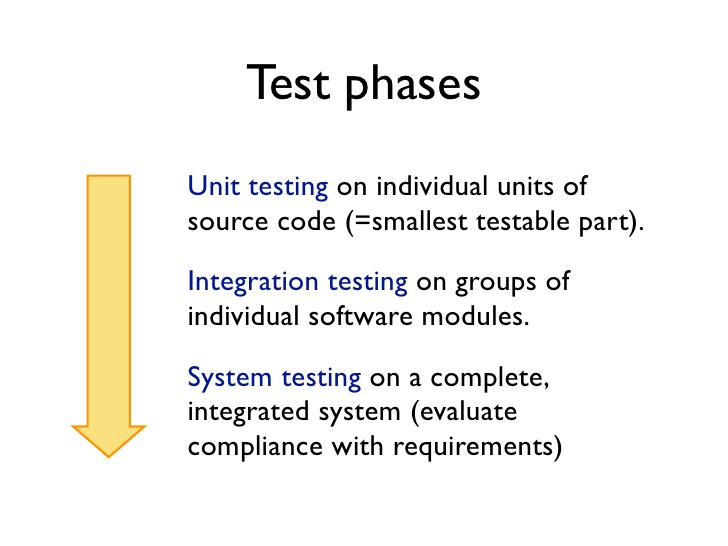 Test phases
Unit testing on individual units of
source code (=smallest testable part).
Integration testing on groups of
individual software modules.
System testing on a complete,
integrated system (evaluate
compliance with requirements)